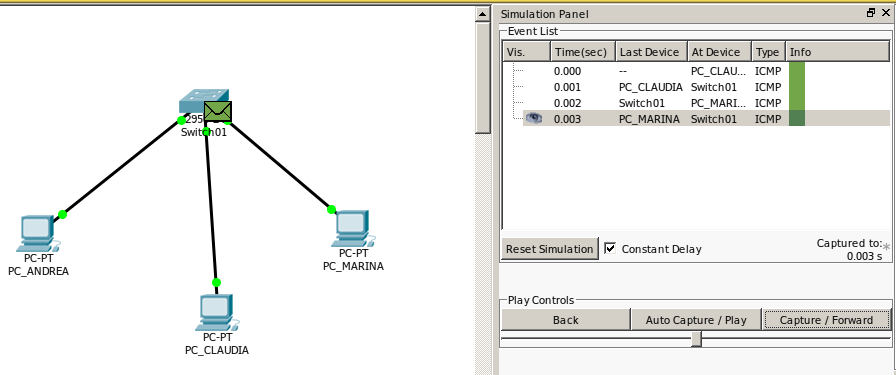 295
Switch01
PC-PT
PC_ANDREA
PC-PT
PC_MARINA
PC-PT
PC_CLAUDIA
Simulation Panel
Event List
Vis. Time(sec) Last Device At Device Type Info
0.000 -- PC_CLAU... ICMP
0.001 PC_CLAUDIA Switch01 ICMP
0.002 Switch01 PC_MARI... ICMP
0.003 PC_MARINA Switch01 ICMP
Reset Simulation Constant Delay Captured to:*
0.003 s
Play Controls
Back Auto Capture / Play Capture / Forward